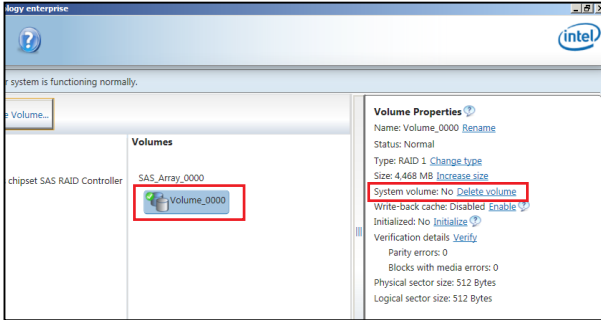 ology enterprise
?
intel
r system is functioning normally.
e Volume...
Volumes
chipset SAS RAID Controller
SAS_Array_0000
Volume_0000
Volume Properties ?
Name: Volume_0000 Rename
Status: Normal
Type: RAID 1 Change type
Size: 4,468 MB Increase size
System volume: No Delete volume
Write-back cache: Disabled Enable ?
Initialized: No Initialize ?
Verification details Verify
Parity errors: 0
Blocks with media errors: 0
Physical sector size: 512 Bytes
Logical sector size: 512 Bytes